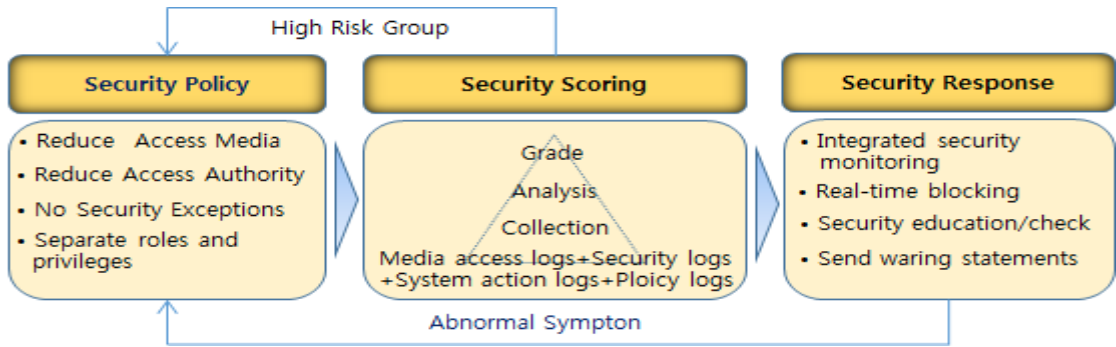 High Risk Group
Security Policy
• Reduce Access Media
• Reduce Access Authority
• No Security Exceptions
• Separate roles and
privileges
Security Scoring
Grade
Analysis
Collection
Media access logs+Security logs
+System action logs+Ploicy logs
Security Response
• Integrated security
monitoring
• Real-time blocking
• Security education/check
• Send waring statements
Abnormal Sympton